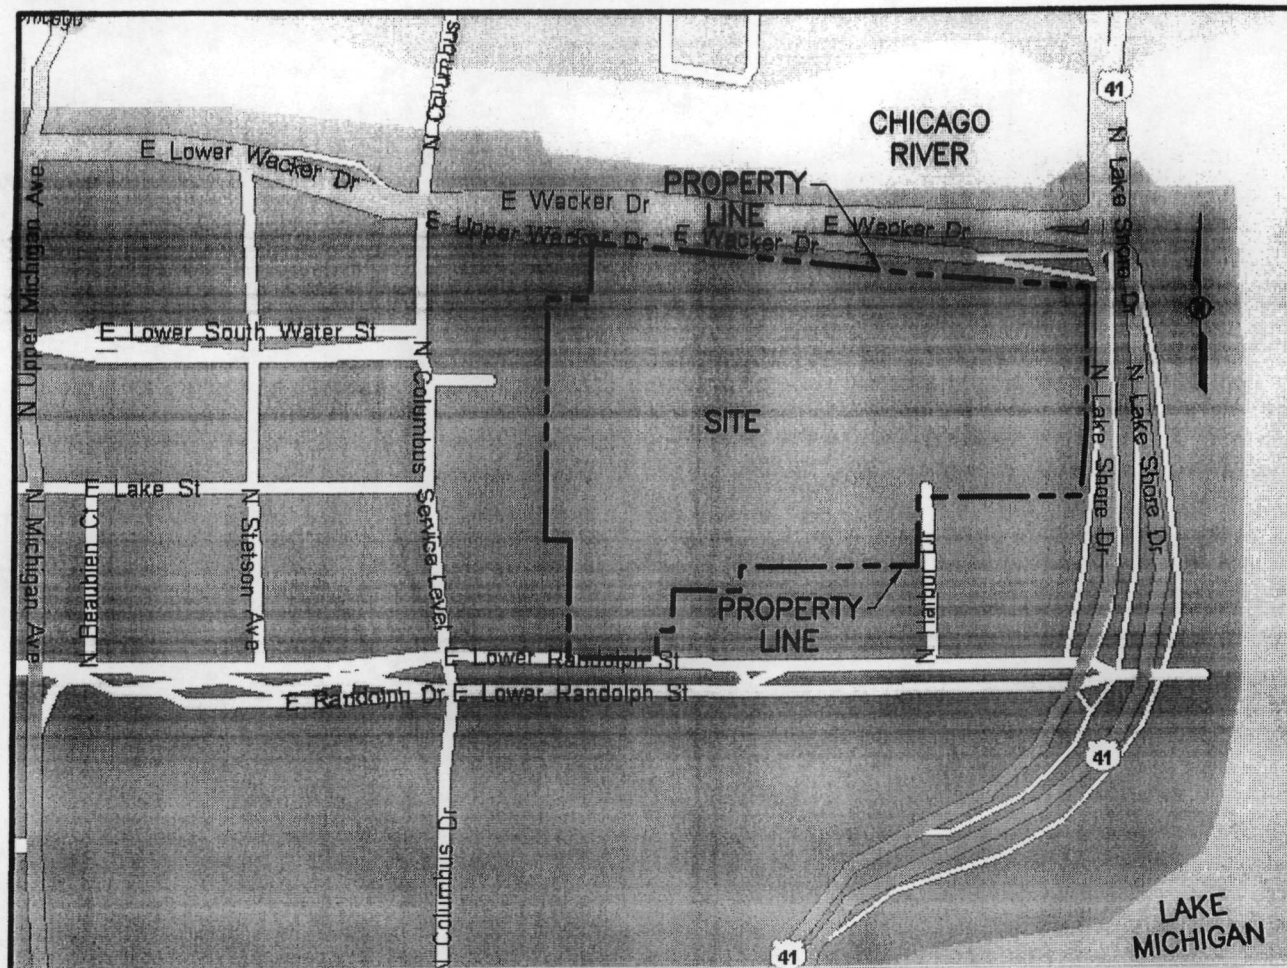 Chicago
N Columbus
41
CHICAGO
RIVER
E Lower Wacker Dr
PROPERTY
LINE
E Wacker Dr
E Upper Wacker Dr
E Wacker Dr
E Wacker Dr
N Lake Shore Dr
N Upper Michigan Ave
E Lower South Water St
SITE
N Columbus Service Level
N Lake Shore Dr
N Lake Shore Dr
E Lake St
N Michigan Ave
N Beaubien Ct
N Stetson Ave
N Harbor Dr
PROPERTY
LINE
E Lower Randolph St
E Randolph Dr
E Lower Randolph St
41
N Columbus Dr
LAKE
MICHIGAN
41